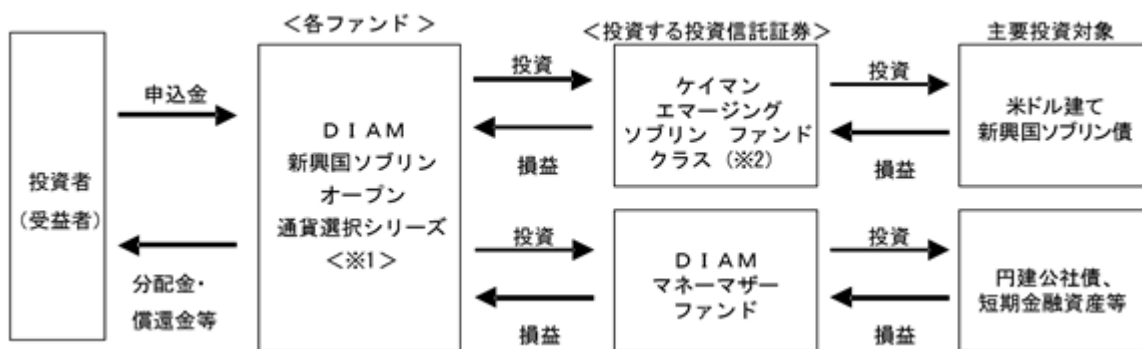 ＜各ファンド＞
＜投資する投資信託証券＞
主要投資対象
投資者
（受益者）
申込金
分配金・
償還金等
ＤＩＡＭ
新興国ソブリン
オープン
通貨選択シリーズ
＜※1＞
投資
損益
投資
損益
ケイマン
エマージング
ソブリン　ファンド
クラス（※2）
ＤＩＡＭ
マネーマザー
ファンド
投資
損益
投資
損益
米ドル建て
新興国ソブリン債
円建公社債、
短期金融資産等